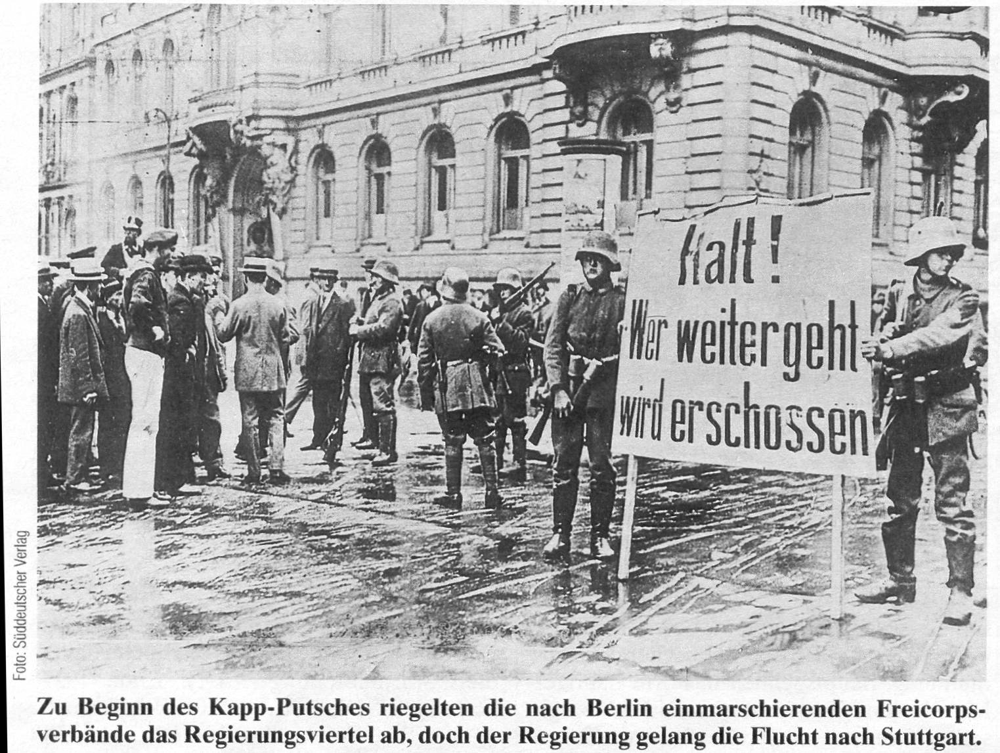 Halt!
Wer weitergeht
wird erschossen
Foto: Süddeutscher Verlag
Zu Beginn des Kapp-Putsches riegelten die nach Berlin einmarschierenden Freicorps-
verbände das Regierungsviertel ab, doch der Regierung gelang die Flucht nach Stuttgart.